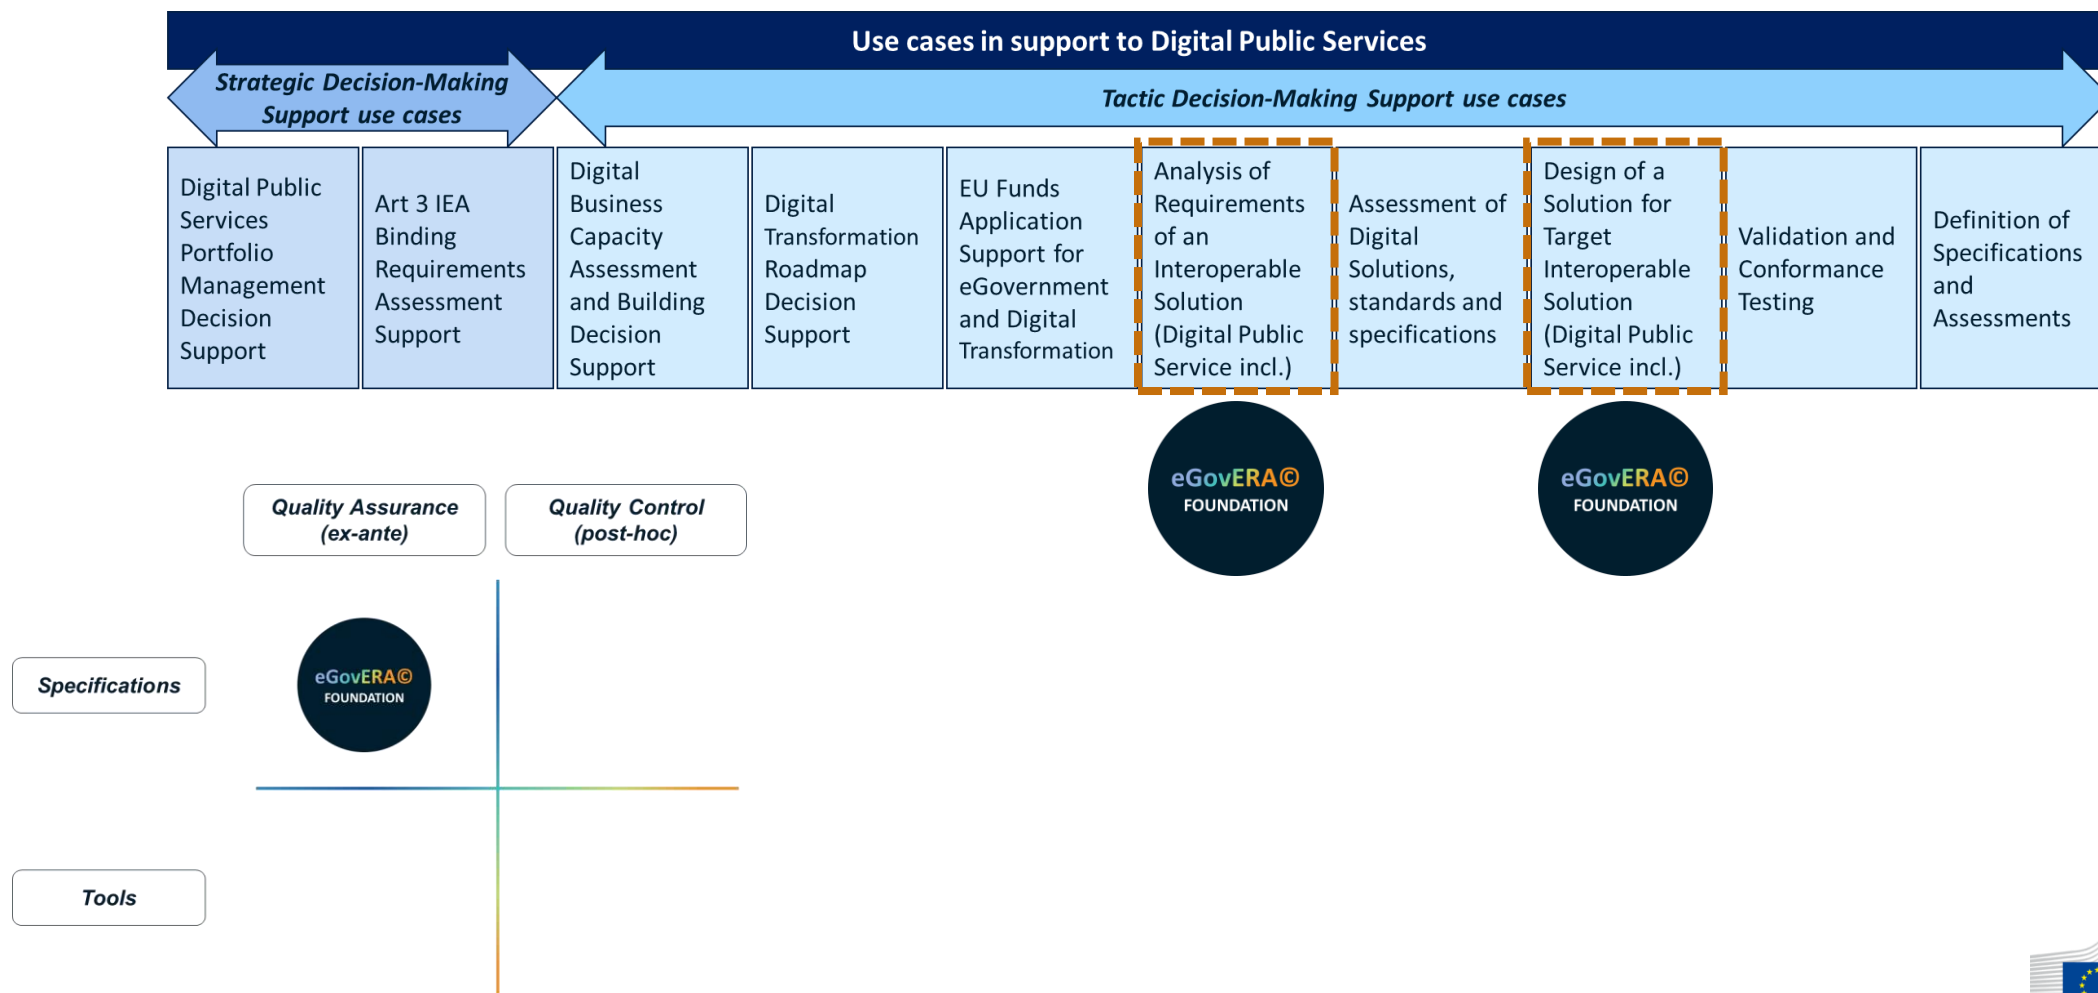 Use cases in support to Digital Public Services
Strategic Decision-Making
Support use cases
Tactic Decision-Making Support use cases
Digital Public
Services
Portfolio
Management
Decision
Support
Art 3 IEA
Binding
Requirements
Assessment
Support
Digital
Business
Capacity
Assessment
and Building
Decision
Support
Digital
Transformation
Roadmap
Decision
Support
EU Funds
Application
Support for
eGovernment
and Digital
Transformation
Analysis of
Requirements
of an
Interoperable
Solution
(Digital Public
Service incl.)
Assessment of
Digital
Solutions,
standards and
specifications
Design of a
Solution for
Target
Interoperable
Solution
(Digital Public
Service incl.)
Validation and
Conformance
Testing
Definition of
Specifications
and
Assessments
eGovERA©
FOUNDATION
eGovERA©
FOUNDATION
Quality Assurance
(ex-ante)
Quality Control
(post-hoc)
Specifications
eGovERA©
FOUNDATION
Tools